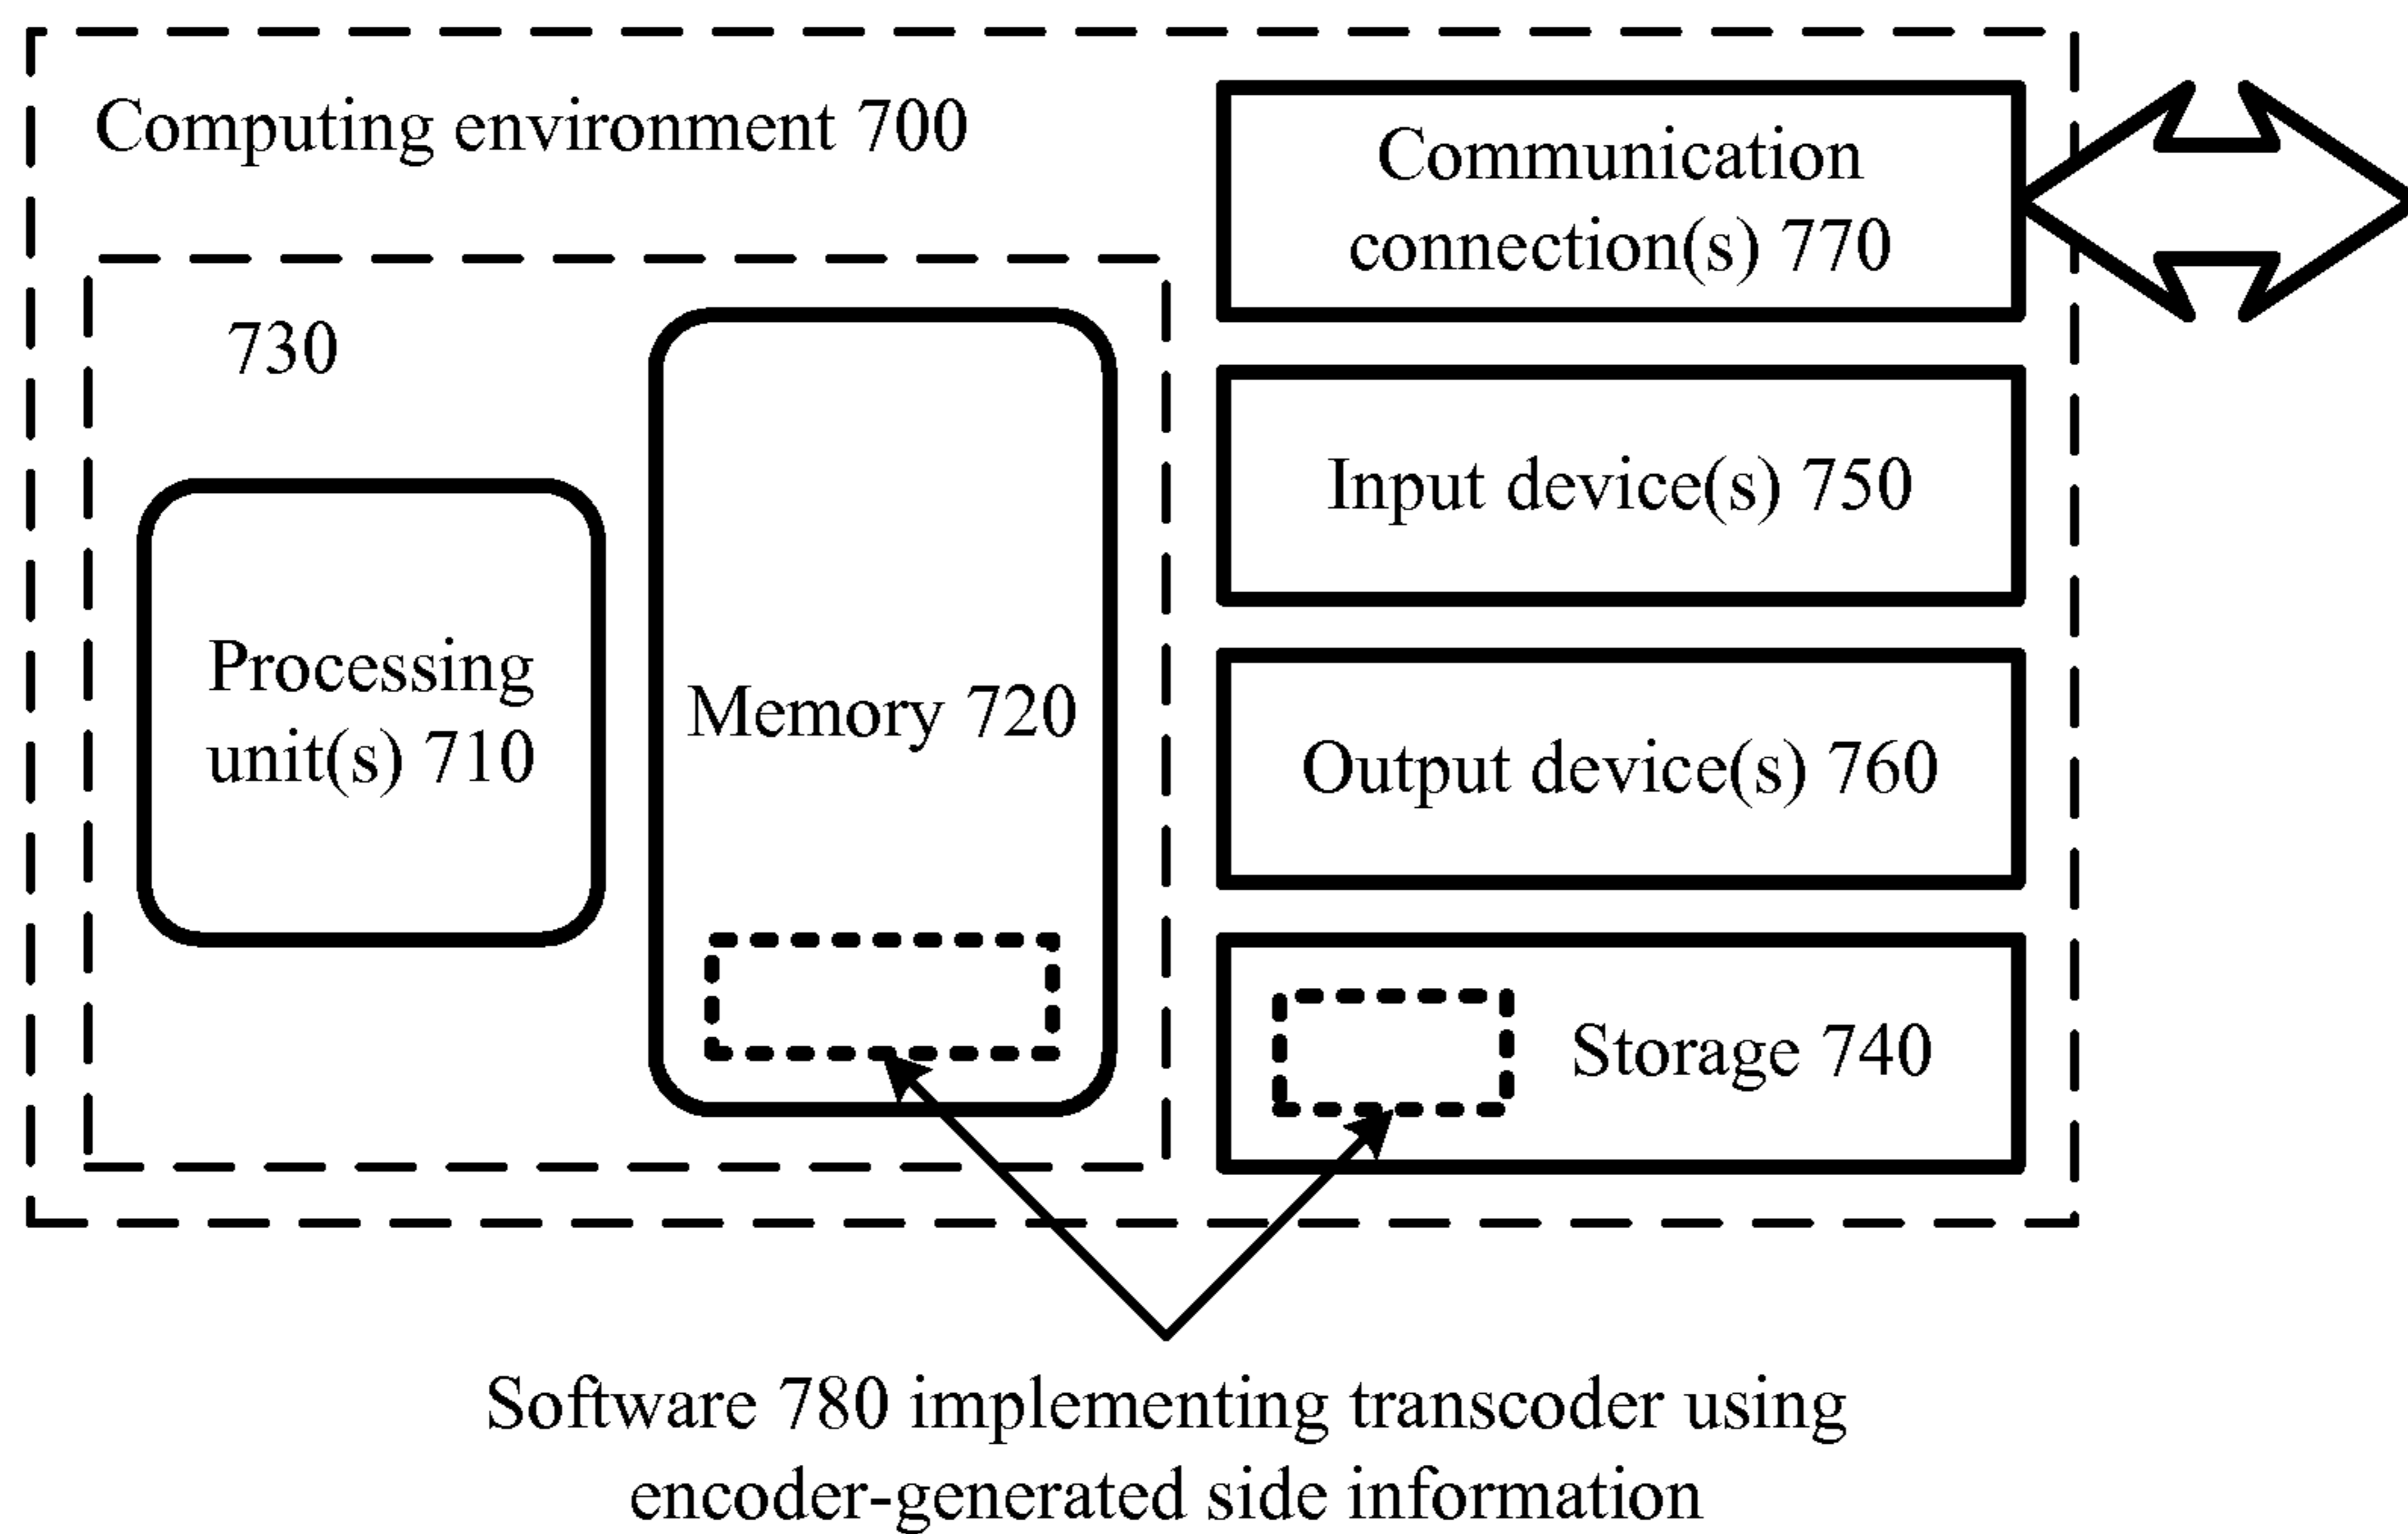 Computing environment 700
730
Processing
unit(s) 710
Memory 720
Communication
connection(s) 770
Input device(s) 750
Output device(s) 760
Storage 740
Software 780 implementing transcoder using
encoder-generated side information